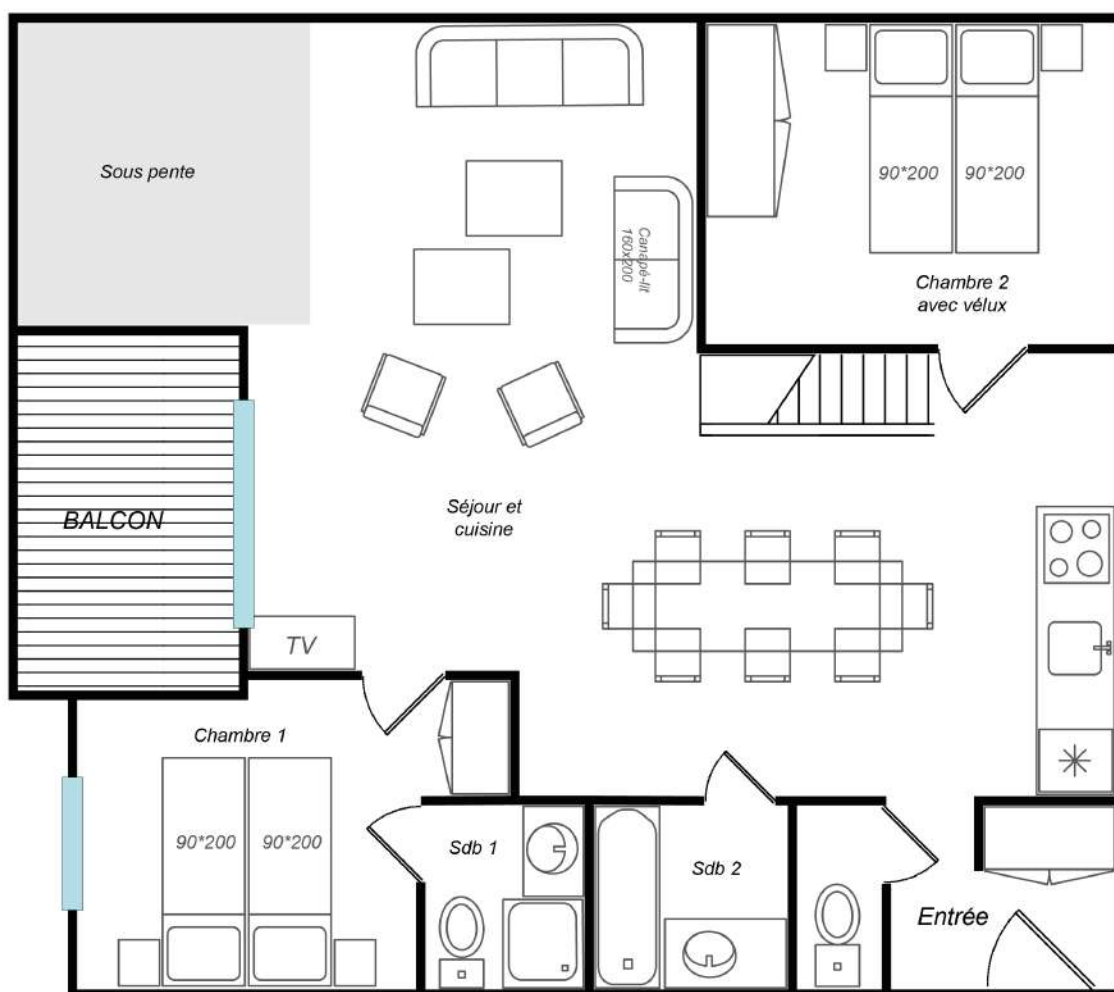 Sous pente
90*200
90*200
Canapé-lit
160x200
Chambre 2
avec vélux
Séjour et
cuisine
BALCON
TV
Chambre 1
90*200
90*200
Sdb 1
Sdb 2
Entrée